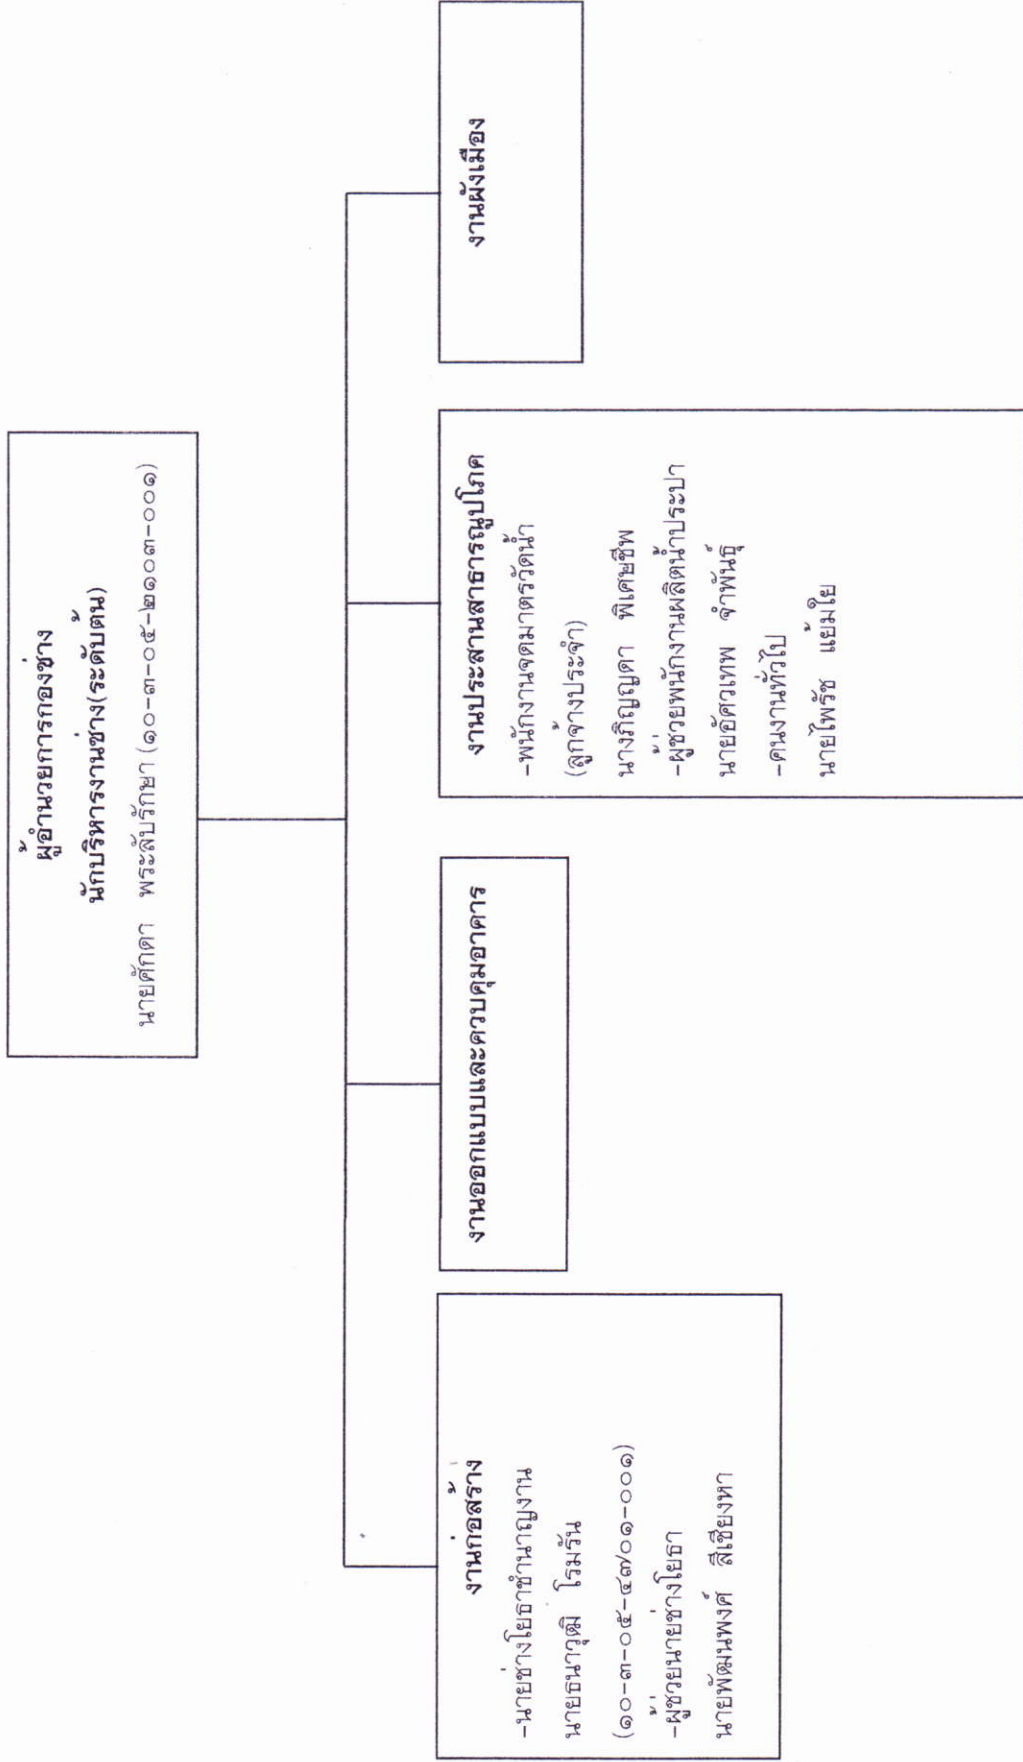 ผู้อำนวยการกองช่าง
นักบริหารงานช่าง(ระดับต้น)
นายศักดา พระลับรักษา (๑๐-๓-๐๕-๒๑๐๓-๐๐๑)
งานก่อสร้าง
-นายช่างโยธาชำนาญงาน
นายธนาวุฒิ โรมรัน
(๑๐-๓-๐๕-๔๗๐๑-๐๐๑)
-ผู้ช่วยนายช่างโยธา
นายพัฒนพงศ์ สีเชียงหา
งานออกแบบและควบคุมอาคาร
งานประสานสาธารณูปโภค
-พนักงานจดมาตรวัดน้ำ
(ลูกจ้างประจำ)
นางภิญญดา พิเศษชีพ
-ผู้ช่วยพนักงานผลิตน้ำประปา
นายอัศวเทพ จำพันธุ์
-คนงานทั่วไป
นายไพรัช แย้มใย
งานผังเมือง